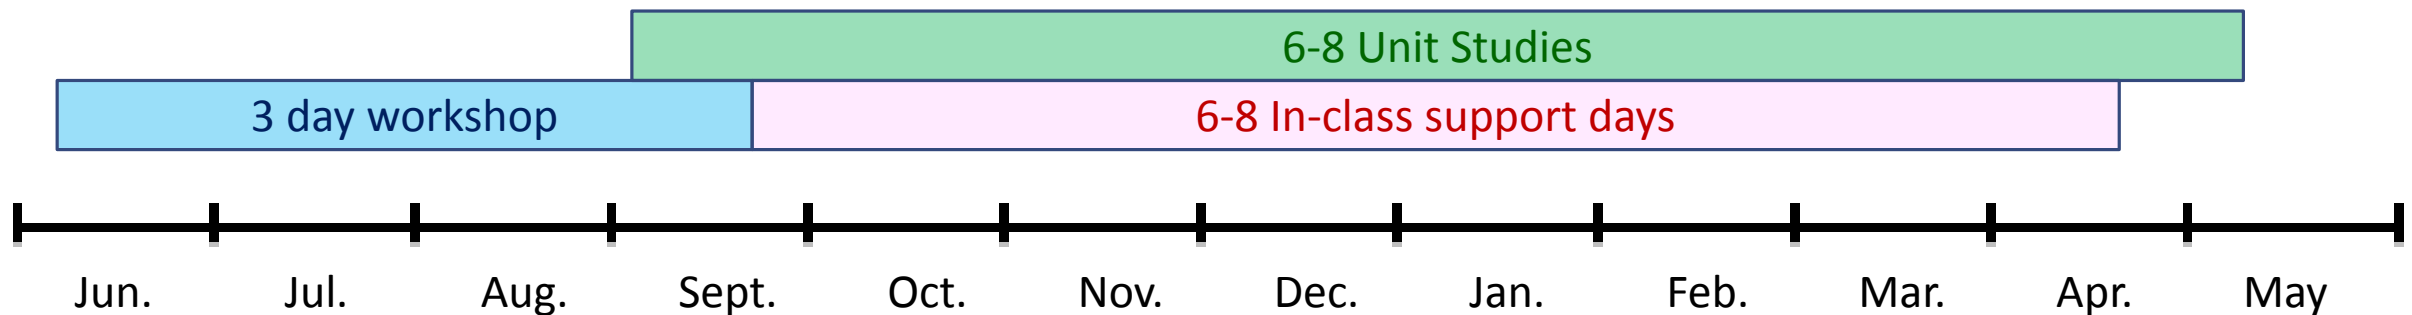 6-8 Unit Studies
3 day workshop
6-8 In-class support days
Jun.
Jul.
Aug.
Sept.
Oct.
Nov.
Dec.
Jan.
Feb.
Mar.
Apr.
May